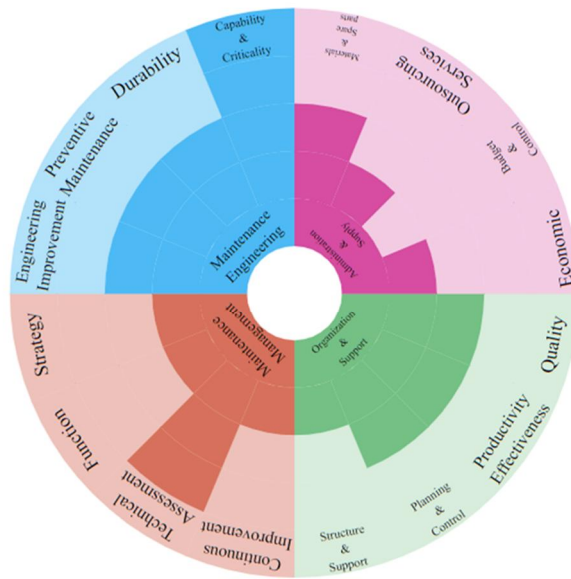 Capability
&
Criticality
Durability
Preventive
Maintenance
Engineering
Improvement
Maintenance
Engineering
Materials
&
Spare
parts
Outsourcing
Services
Budget
&
Control
Economic
Administration
&
Supply
Quality
Productivity
Effectiveness
Planning
&
Control
Structure
&
Support
Organization
&
Support
Continuous
Improvement
Technical
Assessment
Function
Strategy
Maintenance
Management